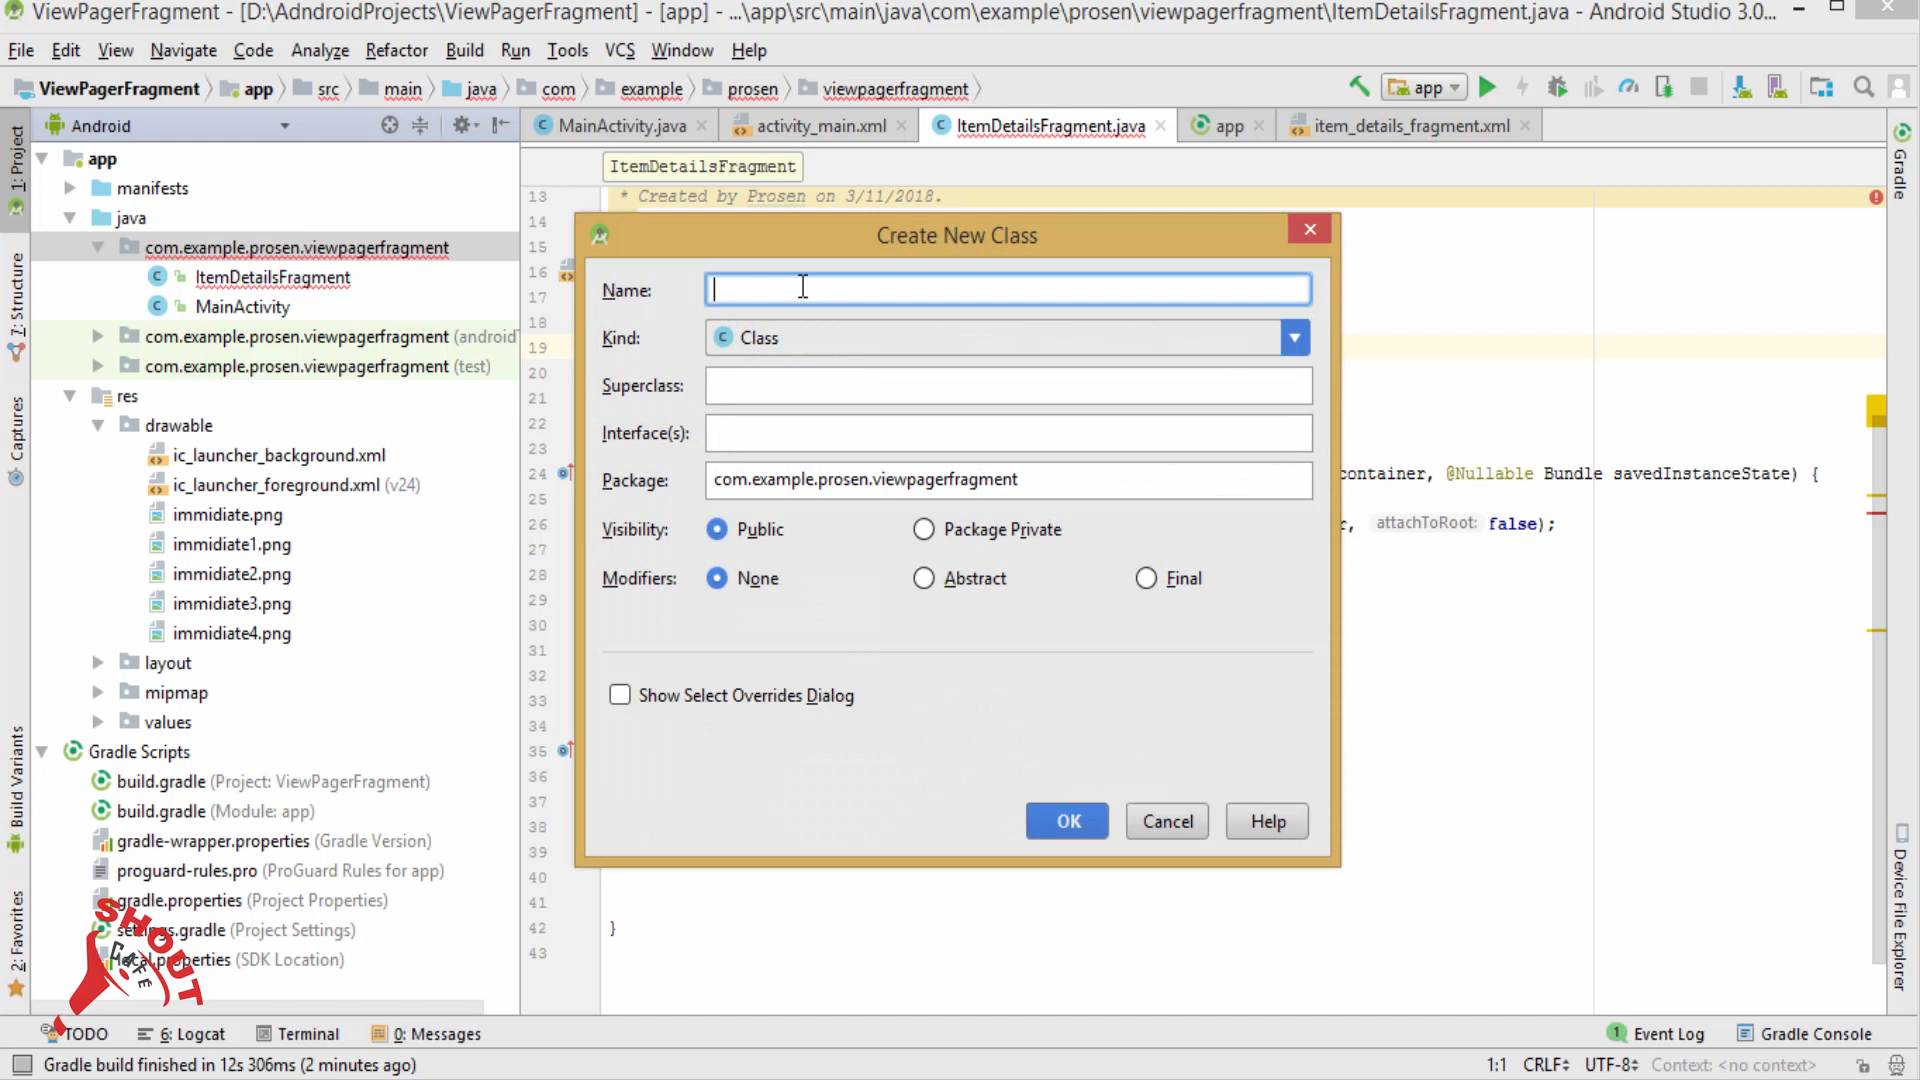 ViewPagerFragment - [D:\AdndroidProjects\ViewPagerFragment] - [app] - ...\app\src\main\java\com\example\prosen\viewpagerfragment\ItemDetailsFragment.java - Android Studio 3.0...
File Edit View Navigate Code Analyze Refactor Build Run Tools VCS Window Help
ViewPagerFragment app src main java com example prosen viewpagerfragment app
Android MainActivity.java activity_main.xml ItemDetailsFragment.java app item_details_fragment.xml
1: Project
7: Structure
Captures
Build Variants
2: Favorites
app
manifests
java
com.example.prosen.viewpagerfragment
ItemDetailsFragment
MainActivity
com.example.prosen.viewpagerfragment (android
com.example.prosen.viewpagerfragment (test)
res
drawable
ic_launcher_background.xml
ic_launcher_foreground.xml (v24)
immidiate.png
immidiate1.png
immidiate2.png
immidiate3.png
immidiate4.png
layout
mipmap
values
Gradle Scripts
build.gradle (Project: ViewPagerFragment)
build.gradle (Module: app)
gradle-wrapper.properties (Gradle Version)
proguard-rules.pro (ProGuard Rules for app)
gradle.properties (Project Properties)
settings.gradle (Project Settings)
local.properties (SDK Location)
SHOUT
CAFE
ItemDetailsFragment
13 * Created by Prosen on 3/11/2018.
14
15
16
17
18
19
20
21
22
23
24 container, @Nullable Bundle savedInstanceState) {
25
26 , attachToRoot: false);
27
28
29
30
31
32
33
34
35
36
37
38
39
40
41
42 }
43
Create New Class
Name:
Kind: Class
Superclass:
Interface(s):
Package: com.example.prosen.viewpagerfragment
Visibility: Public Package Private
Modifiers: None Abstract Final
Show Select Overrides Dialog
OK Cancel Help
Gradle
Device File Explorer
TODO 6: Logcat Terminal 0: Messages 1 Event Log Gradle Console
Gradle build finished in 12s 306ms (2 minutes ago) 1:1 CRLF UTF-8 Context: <no context>